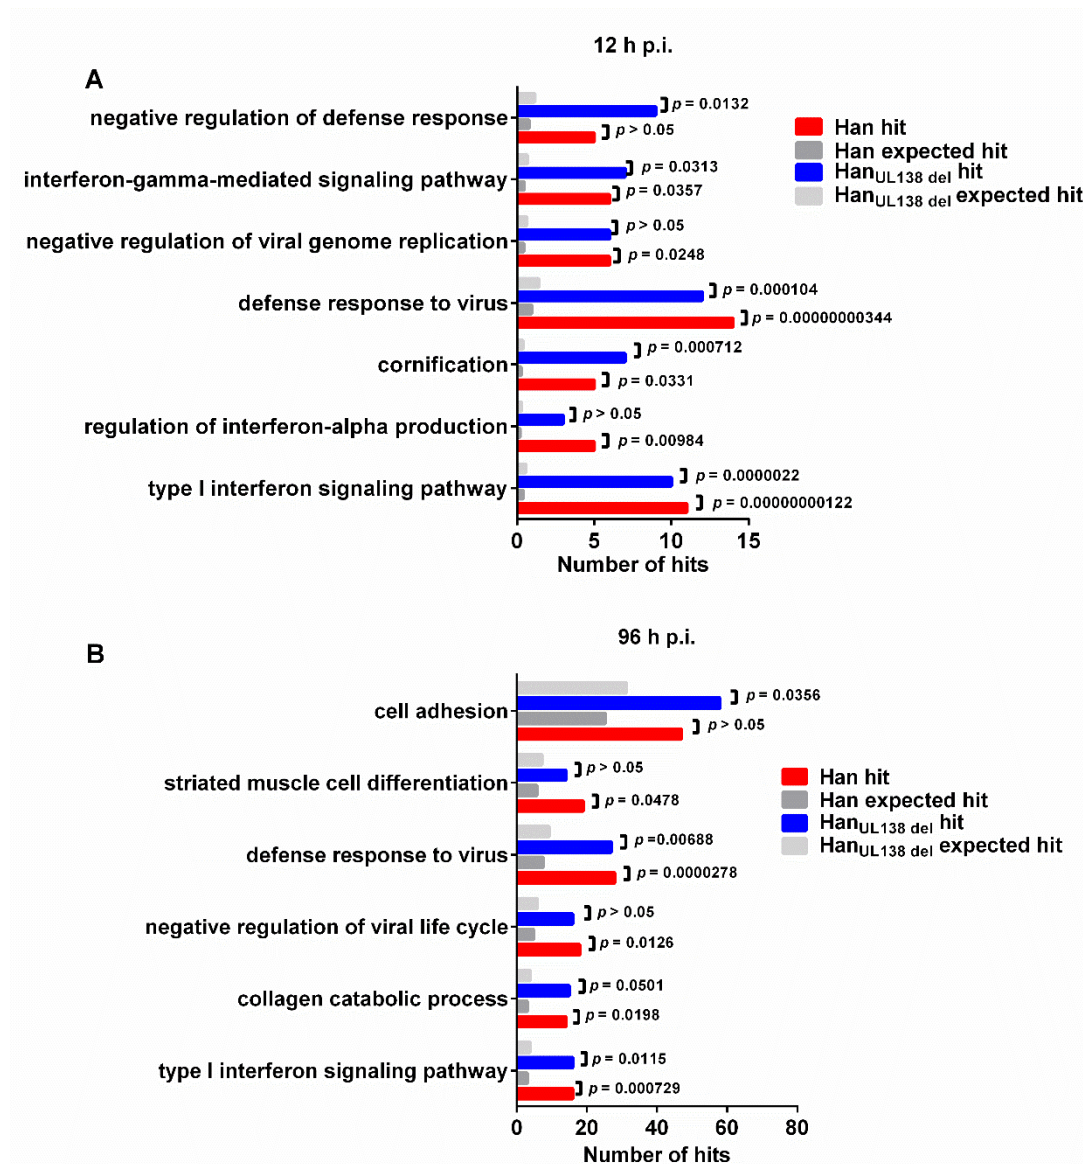 12 h p.i.
A
negative regulation of defense response
p = 0.0132
p > 0.05
interferon-gamma-mediated signaling pathway
p = 0.0313
p = 0.0357
negative regulation of viral genome replication
p > 0.05
p = 0.0248
defense response to virus
p = 0.000104
p = 0.00000000344
cornification
p = 0.000712
p = 0.0331
regulation of interferon-alpha production
p > 0.05
p = 0.00984
type I interferon signaling pathway
p = 0.0000022
p = 0.00000000122
Han hit
Han expected hit
HanUL138 del hit
HanUL138 del expected hit
0 5 10 15
Number of hits
96 h p.i.
B
cell adhesion
p = 0.0356
p > 0.05
striated muscle cell differentiation
p > 0.05
p = 0.0478
defense response to virus
p =0.00688
p = 0.0000278
negative regulation of viral life cycle
p > 0.05
p = 0.0126
collagen catabolic process
p = 0.0501
p = 0.0198
type I interferon signaling pathway
p = 0.0115
p = 0.000729
Han hit
Han expected hit
HanUL138 del hit
HanUL138 del expected hit
0 20 40 60 80
Number of hits